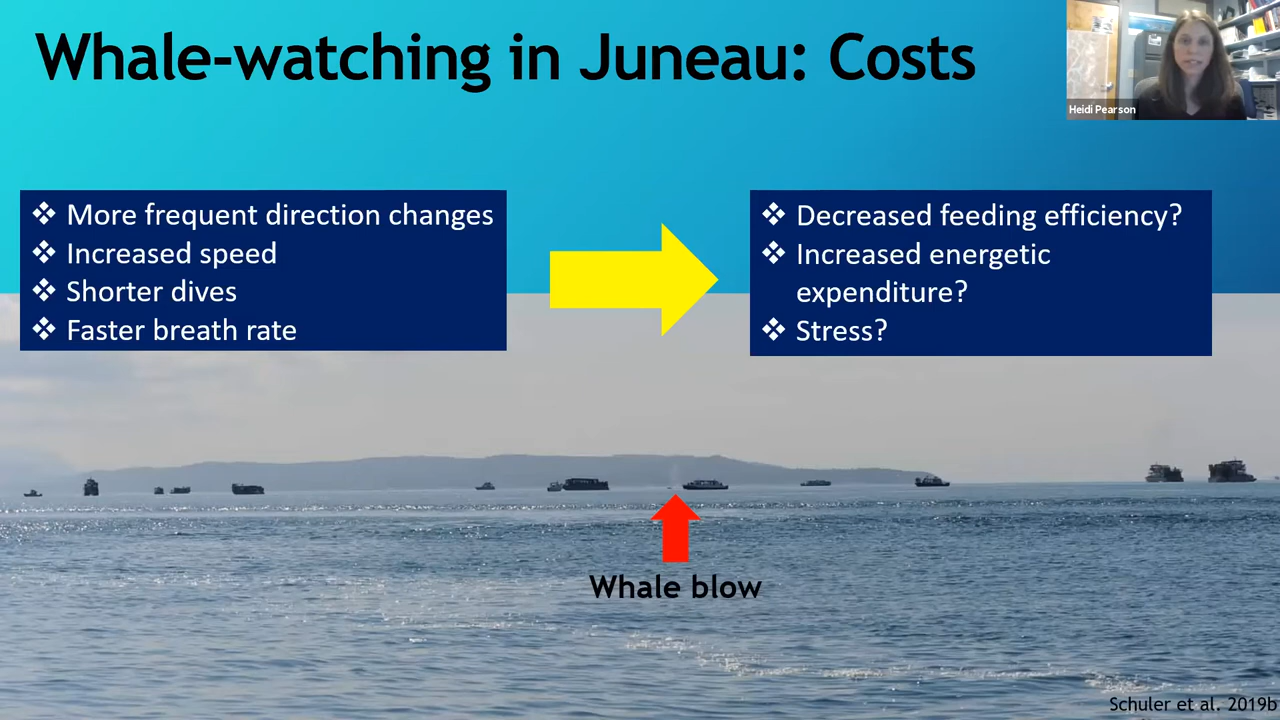 Whale-watching in Juneau: Costs
Heidi Pearson
❖ More frequent direction changes
❖ Increased speed
❖ Shorter dives
❖ Faster breath rate
❖ Decreased feeding efficiency?
❖ Increased energetic
expenditure?
❖ Stress?
Whale blow
Schuler et al. 2019b